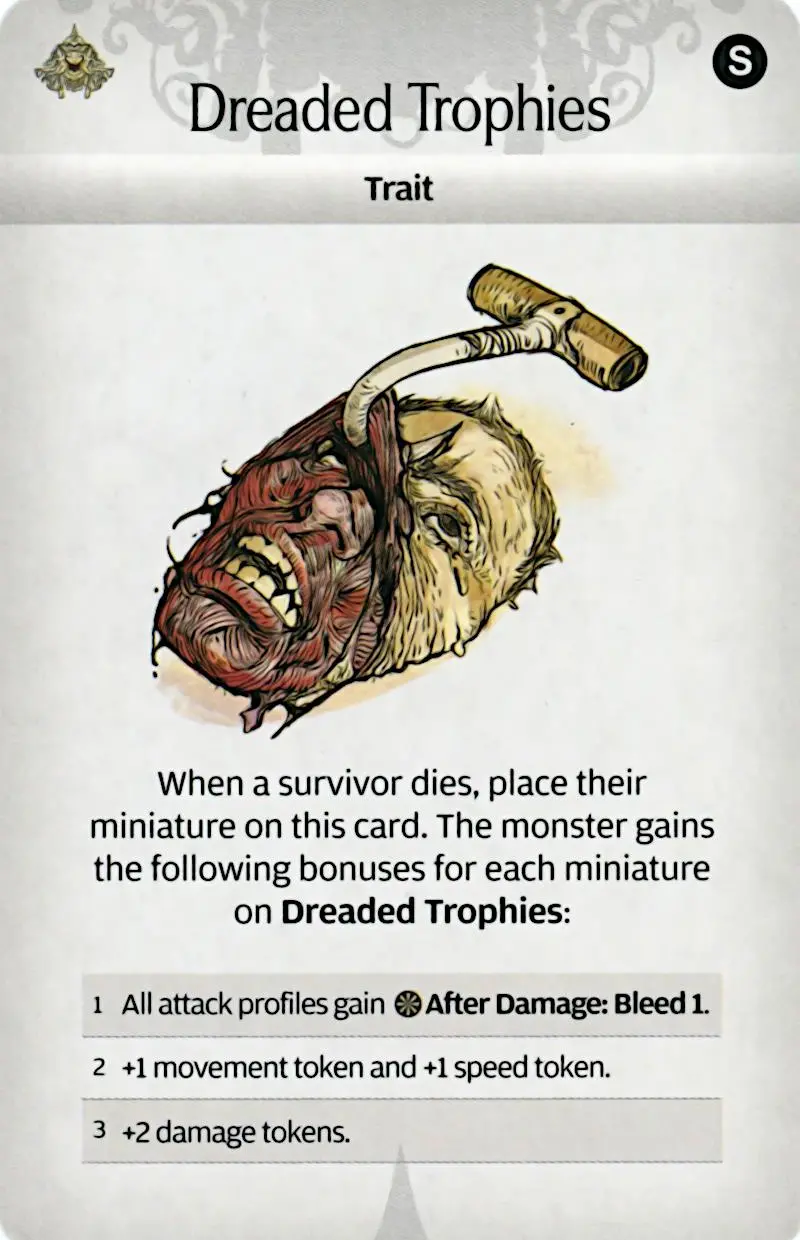 S
Dreaded Trophies
Trait
When a survivor dies, place their
miniature on this card. The monster gains
the following bonuses for each miniature
on Dreaded Trophies:
1 All attack profiles gain After Damage: Bleed 1.
2 +1 movement token and +1 speed token.
3 +2 damage tokens.